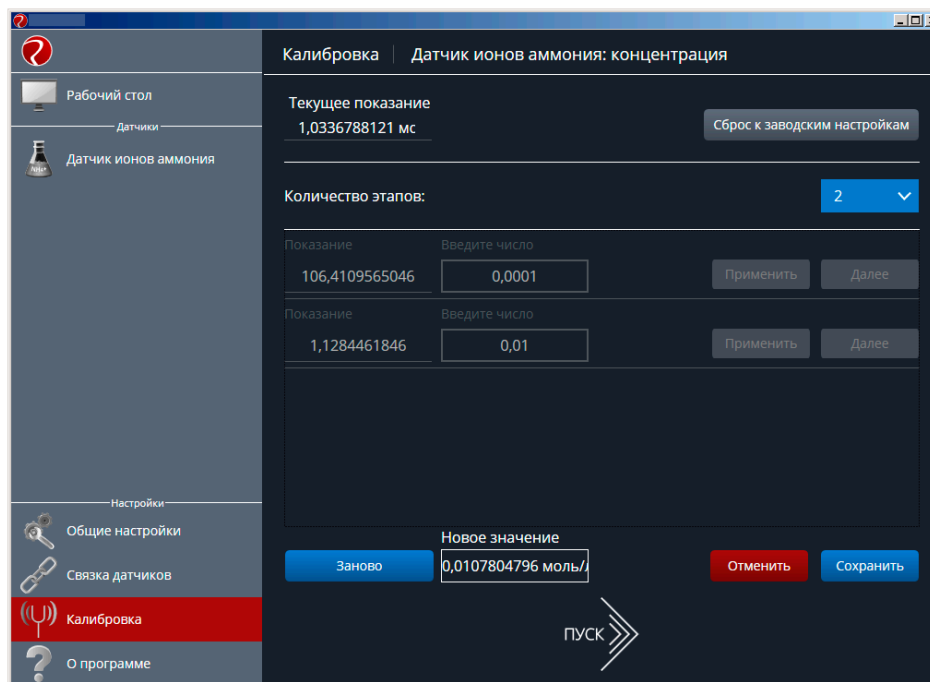 Калибровка Датчик ионов аммония: концентрация
Рабочий стол
Датчики
Датчик ионов аммония
Настройки
Общие настройки
Связка датчиков
Калибровка
О программе
Текущее показание
1,0336788121 мс
Сброс к заводским настройкам
Количество этапов: 2
Показание Введите число
106,4109565046 0,0001 Применить Далее
Показание Введите число
1,1284461846 0,01 Применить Далее
Новое значение
Заново 0,0107804796 моль/л Отменить Сохранить
ПУСК